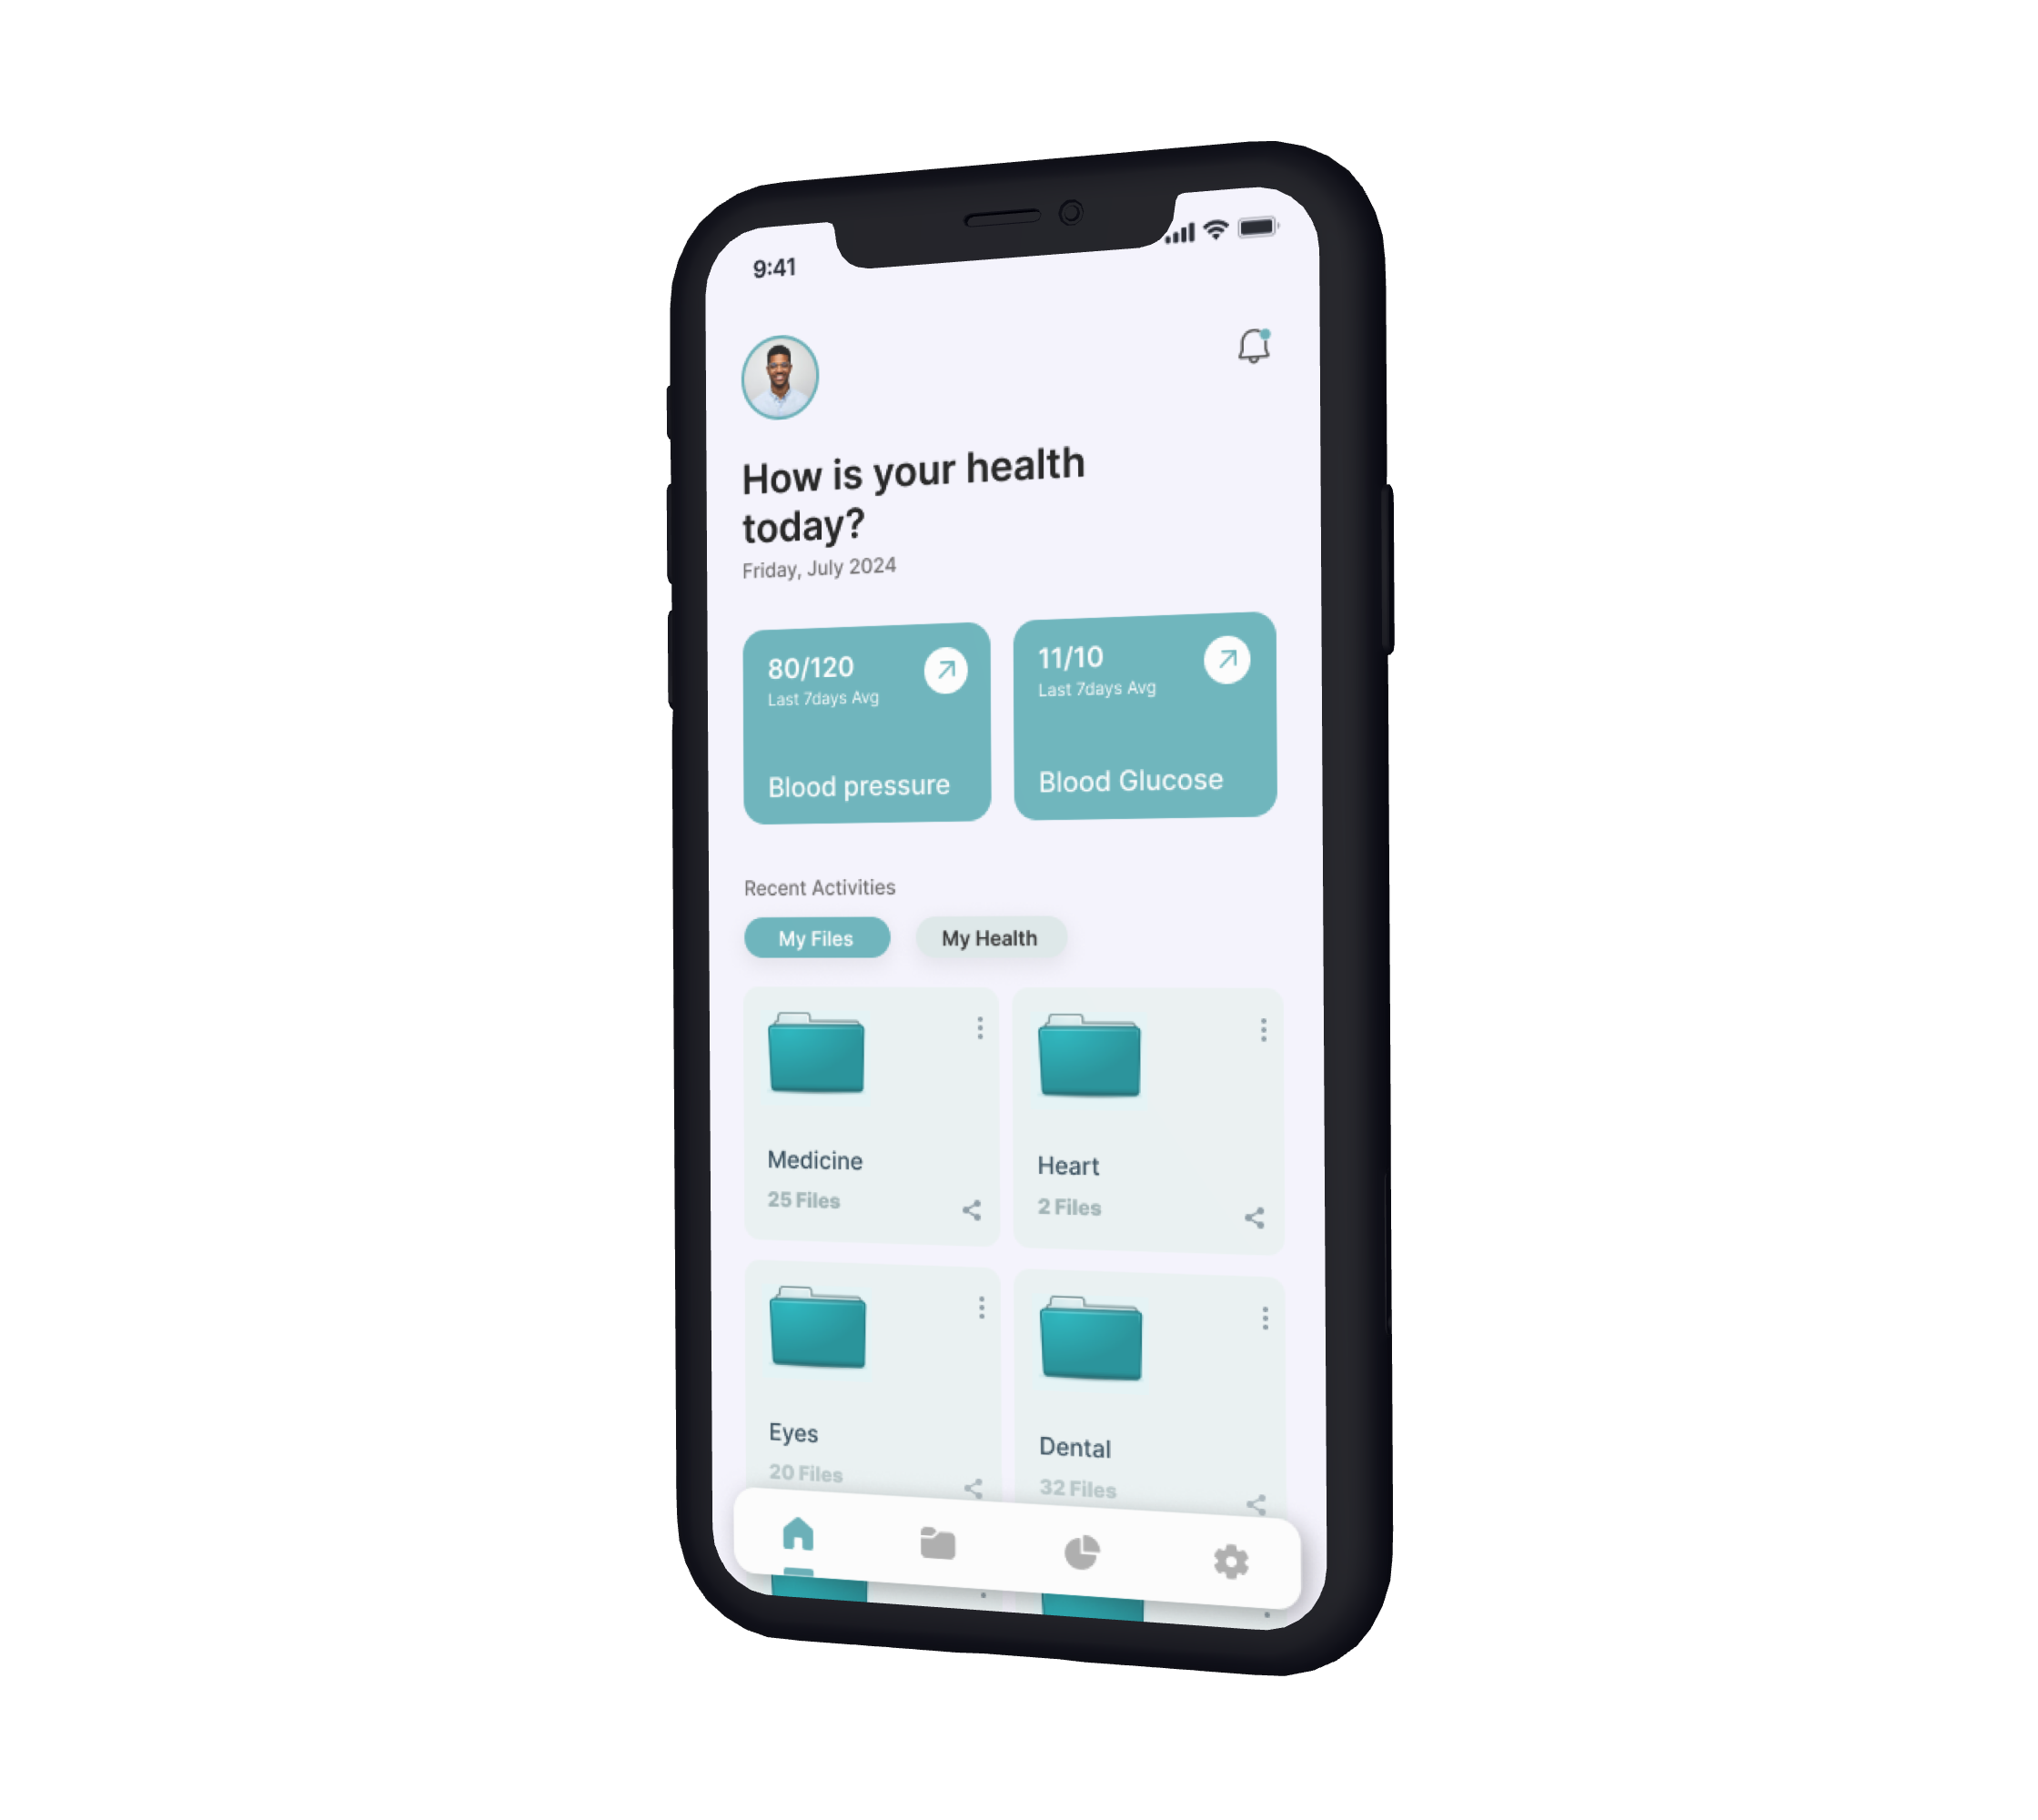 9:41
How is your health
today?
Friday, July 2024
80/120
Last 7days Avg
Blood pressure
11/10
Last 7days Avg
Blood Glucose
Recent Activities
My Files
My Health
Medicine
25 Files
Heart
2 Files
Eyes
20 Files
Dental
32 Files